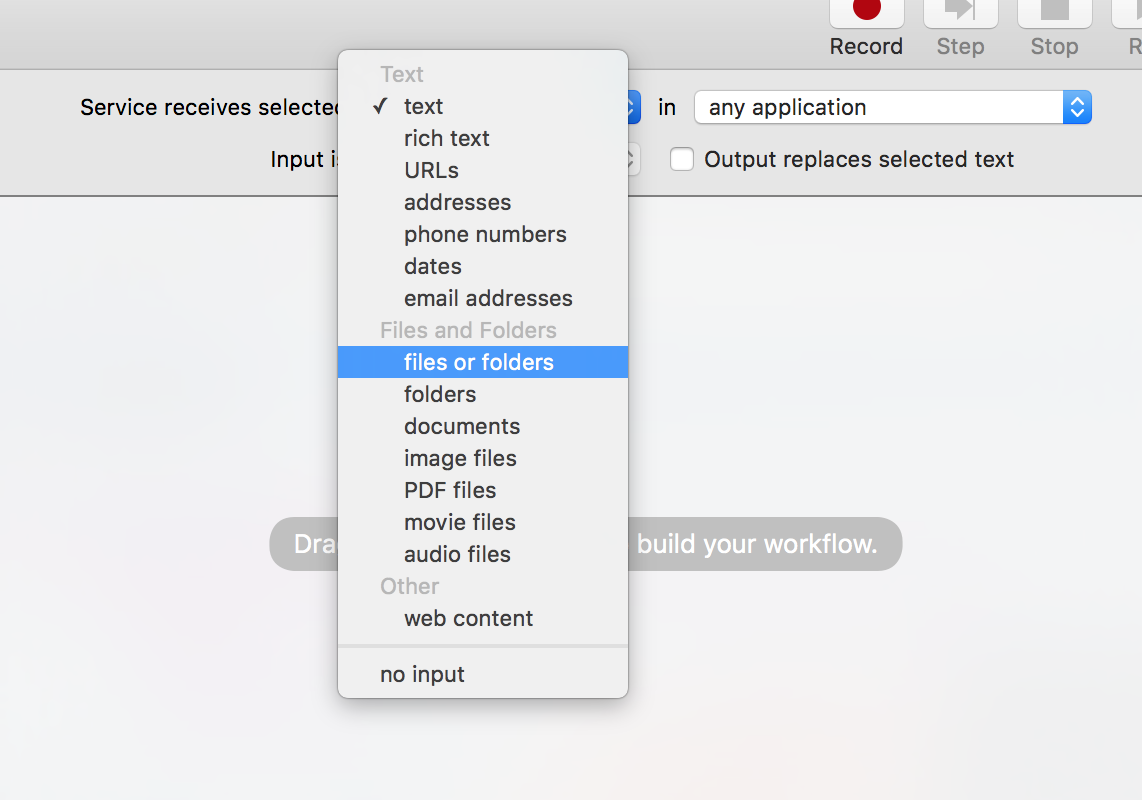 Record Step Stop
Service receives selected in any application
Input Output replaces selected text
Text
✓ text
rich text
URLs
addresses
phone numbers
dates
email addresses
Files and Folders
files or folders
folders
documents
image files
PDF files
movie files
audio files
build your workflow.
Other
web content
no input